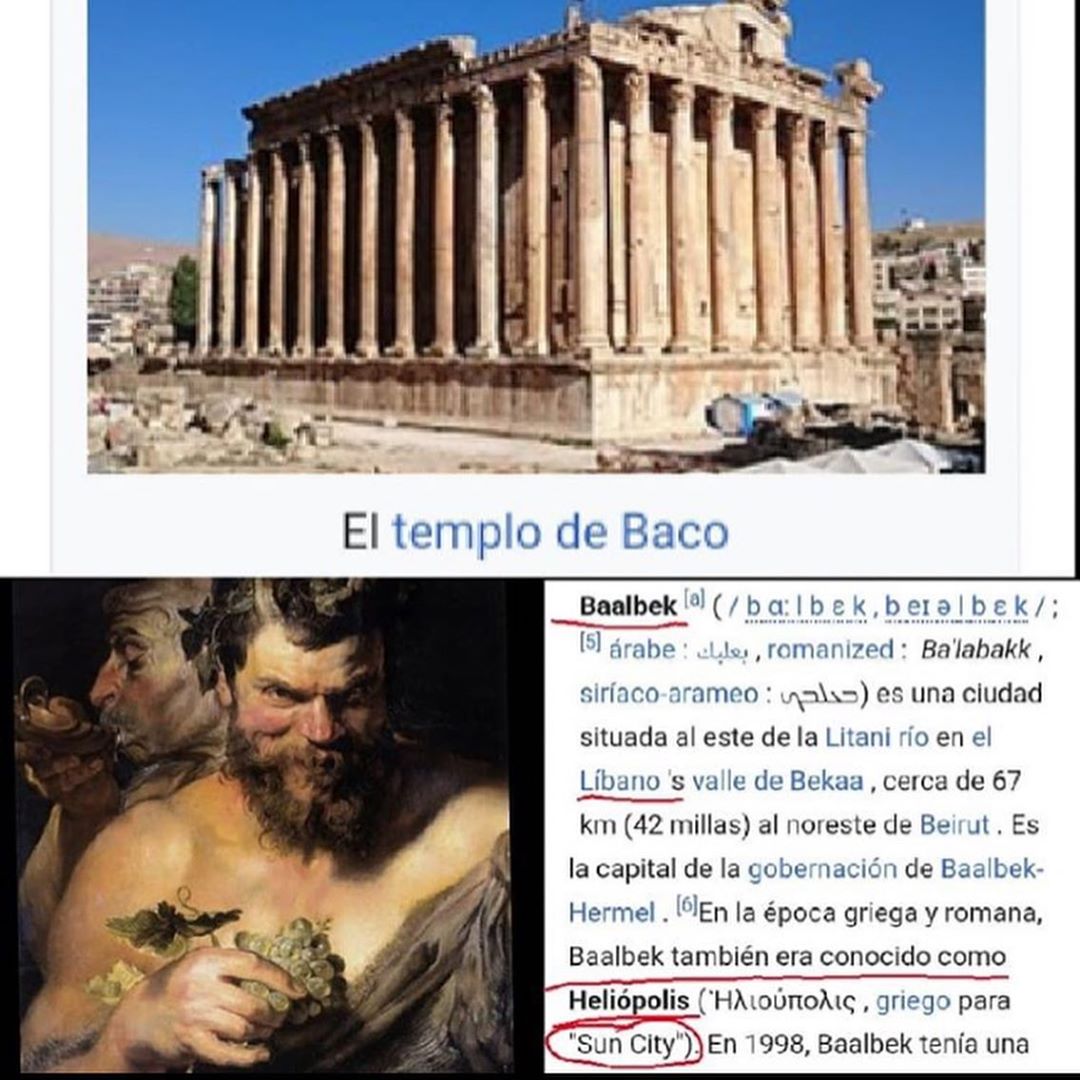 El templo de Baco
Baalbek [a] (/ b ɑː l b ɛ k , b eɪ ə l b ɛ k / ;
[5] árabe : بعلبك , romanized : Ba'labakk ,
siríaco-arameo : ) es una ciudad
situada al este de la Litani río en el
Líbano 's valle de Bekaa , cerca de 67
km (42 millas) al noreste de Beirut . Es
la capital de la gobernación de Baalbek-
Hermel . [6]En la época griega y romana,
Baalbek también era conocido como
Heliópolis (Ἡλιούπολις , griego para
"Sun City"). En 1998, Baalbek tenía una